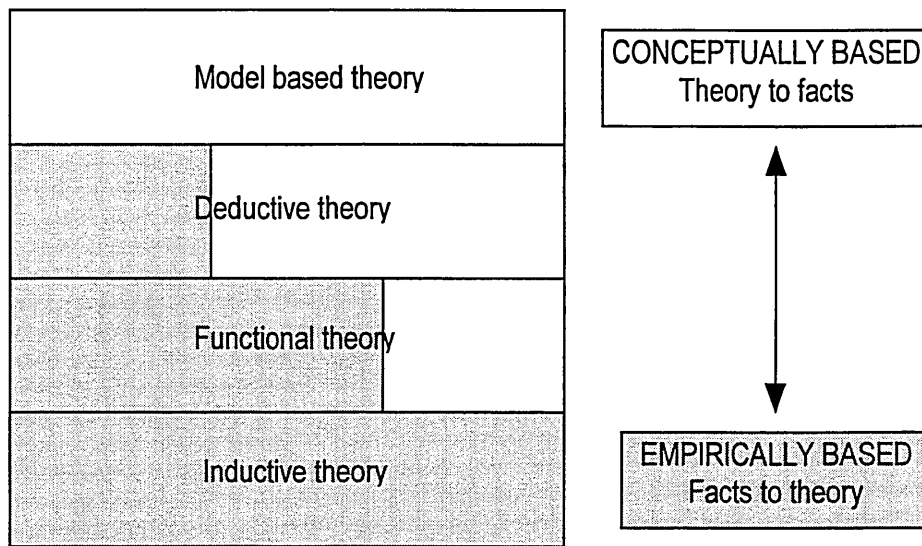 Model based theory
Deductive theory
Functional theory
Inductive theory
CONCEPTUALLY BASED
Theory to facts
EMPIRICALLY BASED
Facts to theory